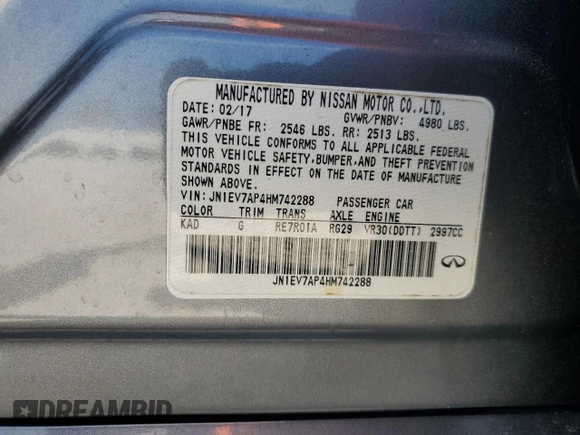 MANUFACTURED BY NISSAN MOTOR CO.,LTD.
DATE: 02/17 GVWR/PNBV: 4980 LBS.
GAWR/PNBE FR: 2546 LBS. RR: 2513 LBS.
THIS VEHICLE CONFORMS TO ALL APPLICABLE FEDERAL
MOTOR VEHICLE SAFETY,BUMPER,AND THEFT PREVENTION
STANDARDS IN EFFECT ON THE DATE OF MANUFACTURE
SHOWN ABOVE.
VIN: JN1EV7AP4HM742288 PASSENGER CAR
COLOR TRIM TRANS AXLE ENGINE
KAD G RE7R01A RG29 VR30(DDTT) 2997CC
JN1EV7AP4HM742288
DREAMBID